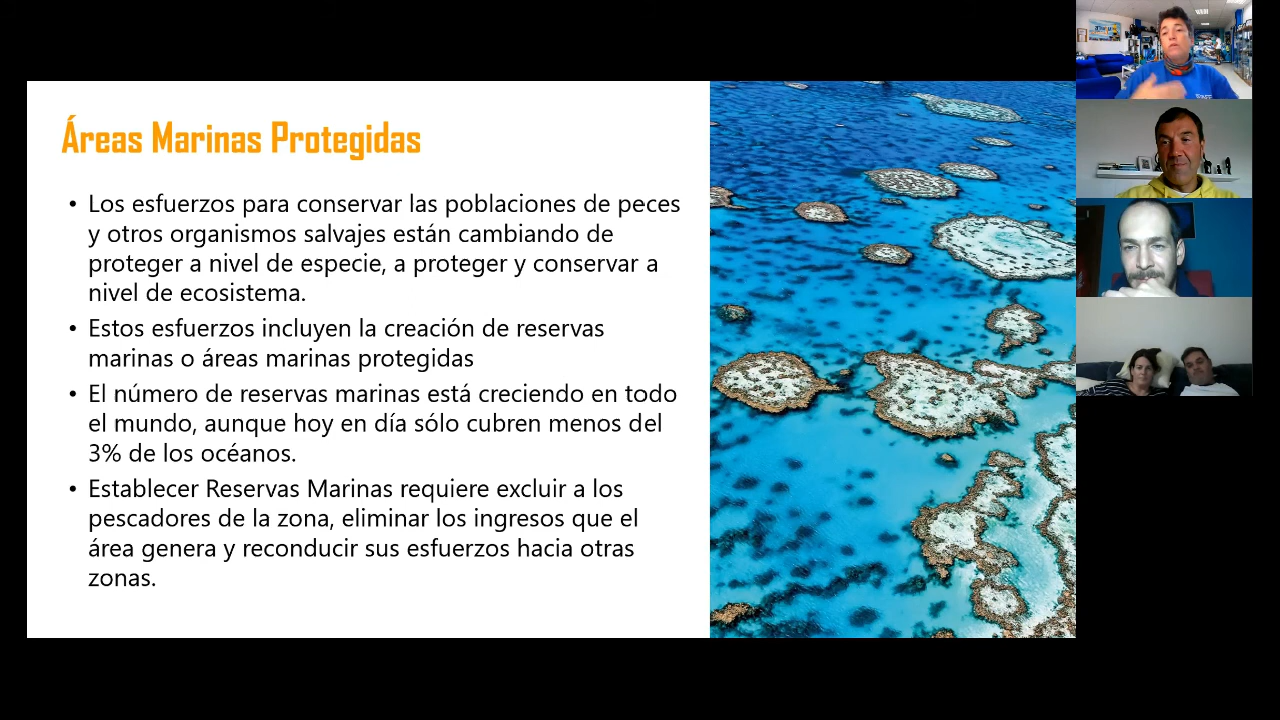 Áreas Marinas Protegidas
• Los esfuerzos para conservar las poblaciones de peces
y otros organismos salvajes están cambiando de
proteger a nivel de especie, a proteger y conservar a
nivel de ecosistema.
• Estos esfuerzos incluyen la creación de reservas
marinas o áreas marinas protegidas
• El número de reservas marinas está creciendo en todo
el mundo, aunque hoy en día sólo cubren menos del
3% de los océanos.
• Establecer Reservas Marinas requiere excluir a los
pescadores de la zona, eliminar los ingresos que el
área genera y reconducir sus esfuerzos hacia otras
zonas.